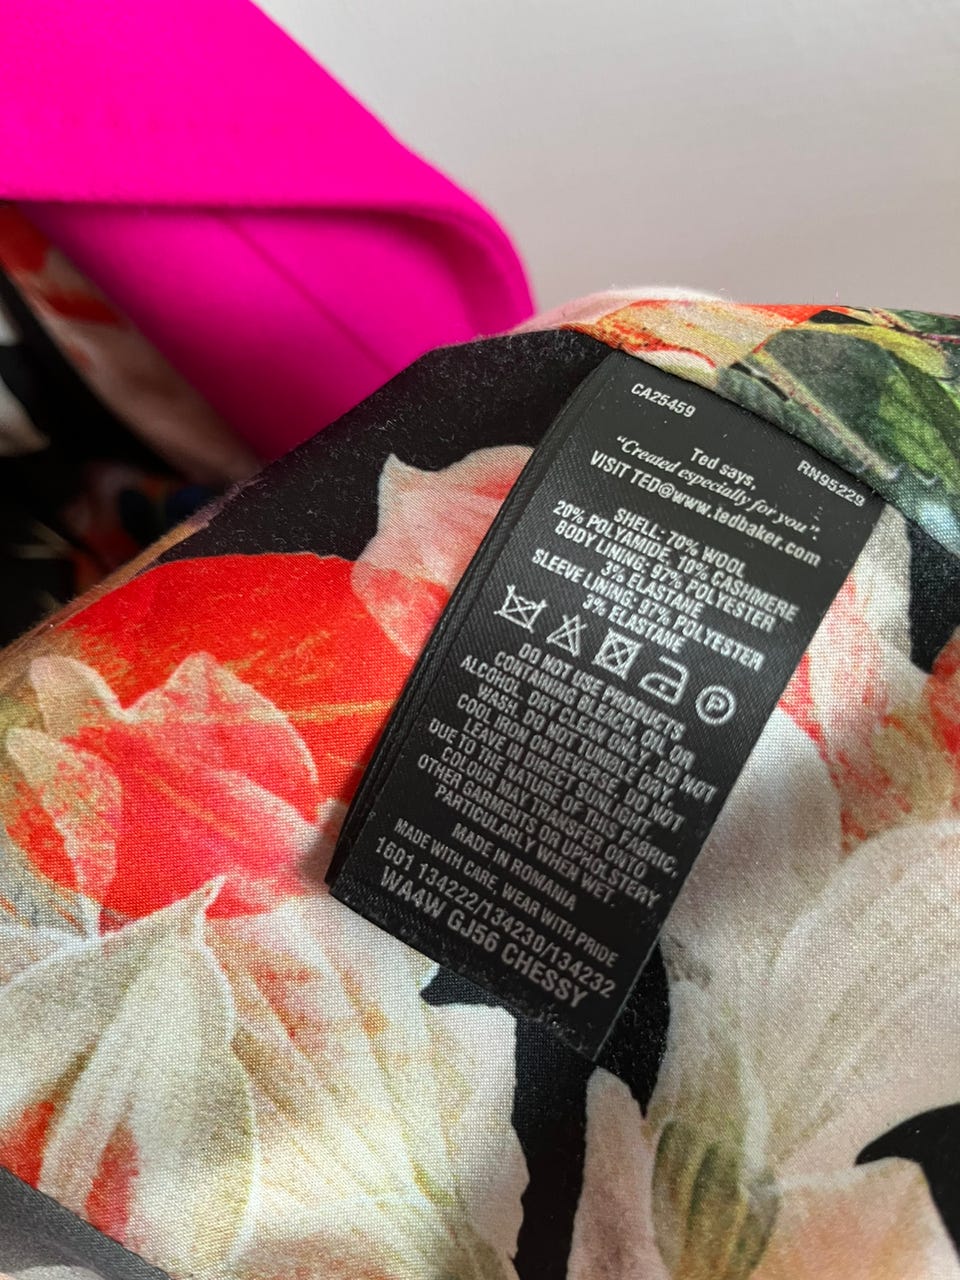 CA25459
RN95229
Ted says,
“Created especially for you”.
VISIT TED@www.tedbaker.com
SHELL: 70% WOOL,
20% POLYAMIDE, 10% CASHMERE
BODY LINING: 97% POLYESTER
3% ELASTANE
SLEEVE LINING: 97% POLYESTER
3% ELASTANE
P
DO NOT USE PRODUCTS
CONTAINING BLEACH, OIL OR
ALCOHOL. DRY CLEAN ONLY. DO NOT
WASH. DO NOT TUMBLE DRY.
COOL IRON ON REVERSE. DO NOT
LEAVE IN DIRECT SUNLIGHT.
DUE TO THE NATURE OF THIS FABRIC,
COLOUR MAY TRANSFER ONTO
OTHER GARMENTS OR UPHOLSTERY
PARTICULARLY WHEN WET.
MADE IN ROMANIA
MADE WITH CARE, WEAR WITH PRIDE
1601 134222/134230/134232
WA4W GJ56 CHESSY